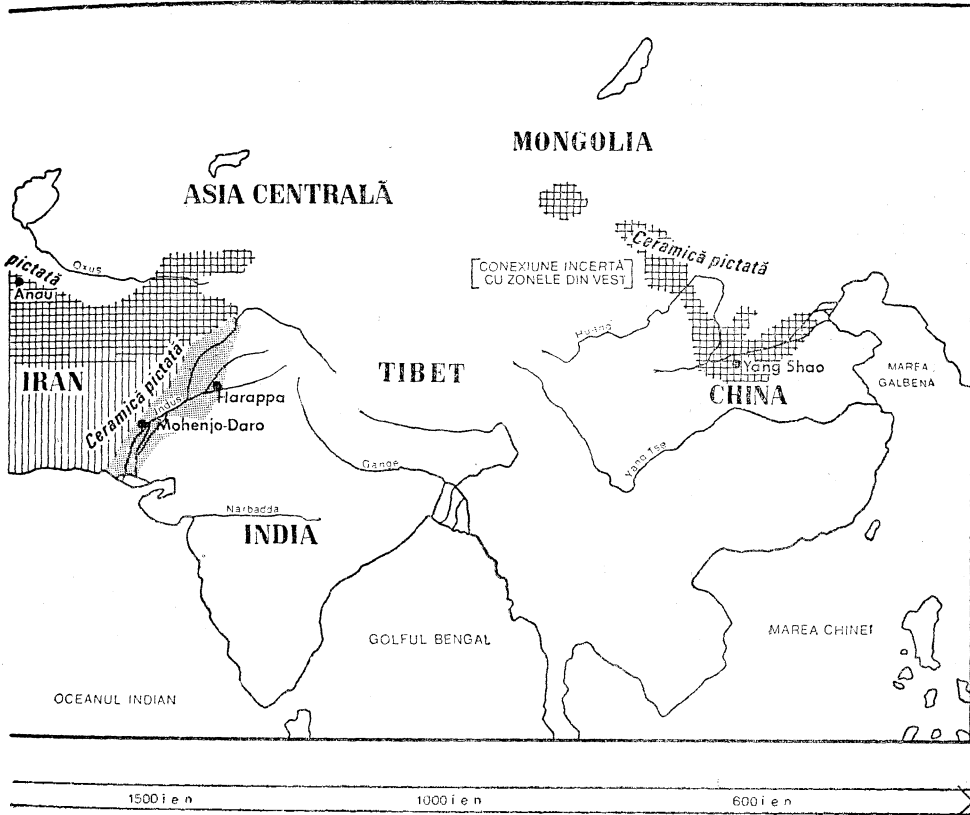 MONGOLIA
ASIA CENTRALĂ
Ceramică pictată
pictată
Oxus
Anau
[CONEXIUNE INCERTĂ
CU ZONELE DIN VEST]
IRAN
Ceramică pictată
Indus
Harappa
Mohenjo-Daro
TIBET
Yang Shao
CHINA
MAREA
GALBENĂ
Gange
Yang Tse
Narbadda
INDIA
GOLFUL BENGAL
MAREA CHINEI
OCEANUL INDIAN
1500 i e n
1000 i e n
600 i e n